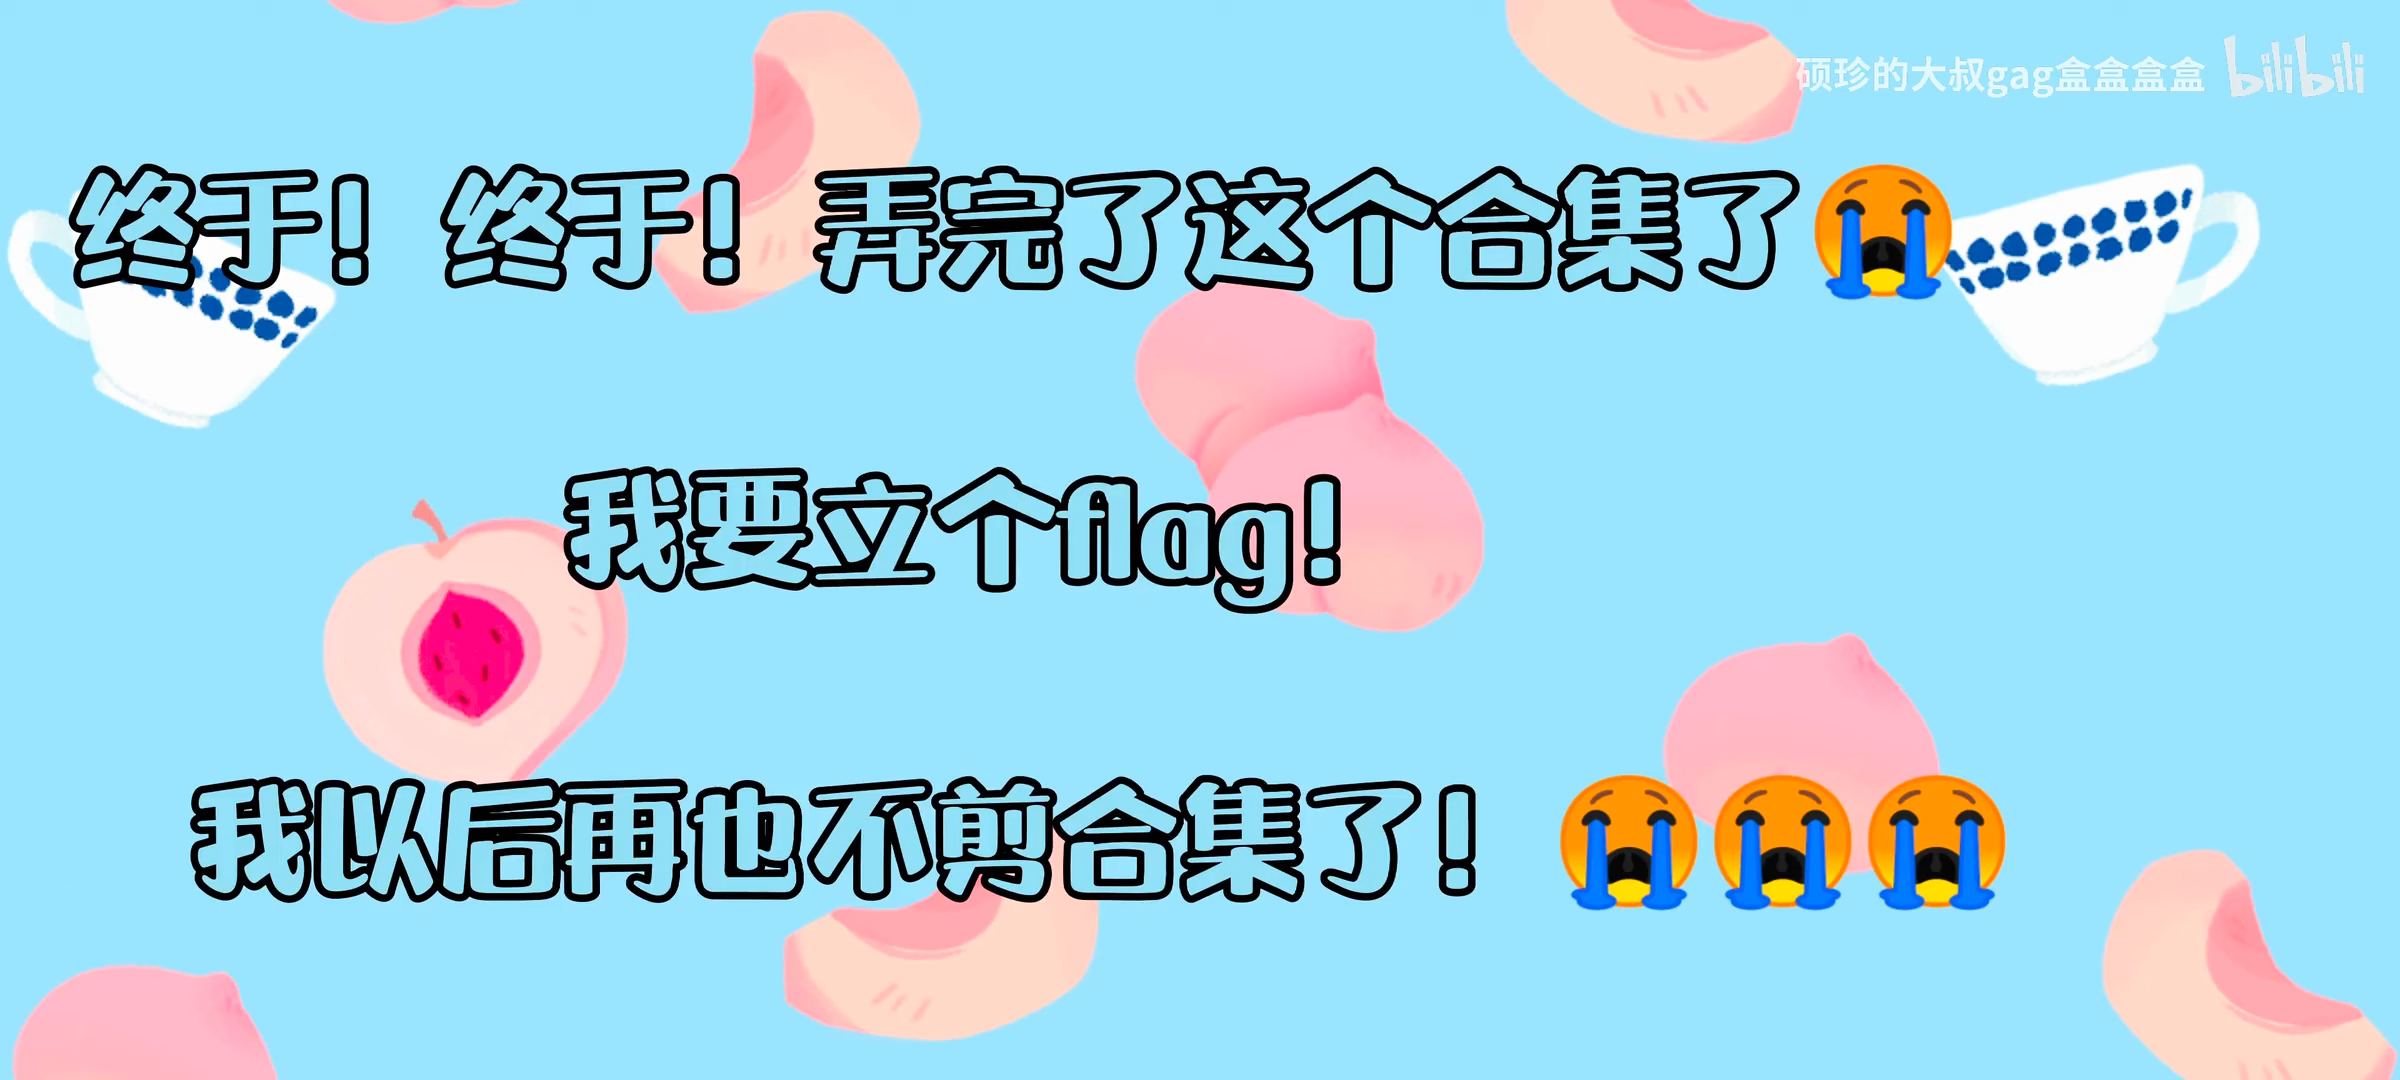 硕珍的大叔gag盒盒盒盒 bilibili
终于！终于！弄完了这个合集了😭
我要立个flag！
我以后再也不剪合集了！😭😭😭